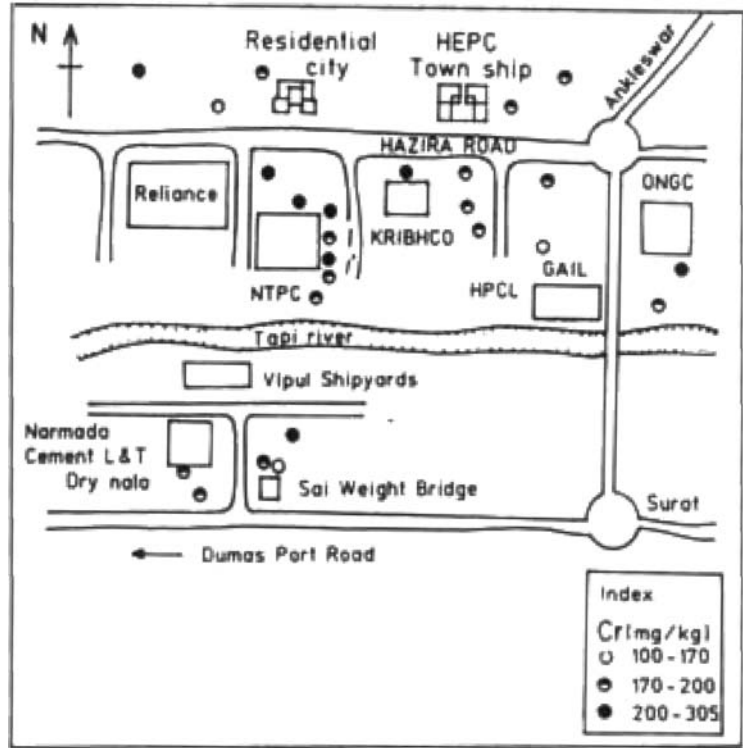 N
Residential
city
HEPC
Town ship
Ankleswar
HAZIRA ROAD
Reliance
KRIBHCO
ONGC
NTPC
HPCL
GAIL
Tapi river
Vipul Shipyards
Narmada
Cement L & T
Dry nala
Sai Weight Bridge
Surat
Dumas Port Road
Index
Cr(mg/kg)
100-170
170-200
200-305